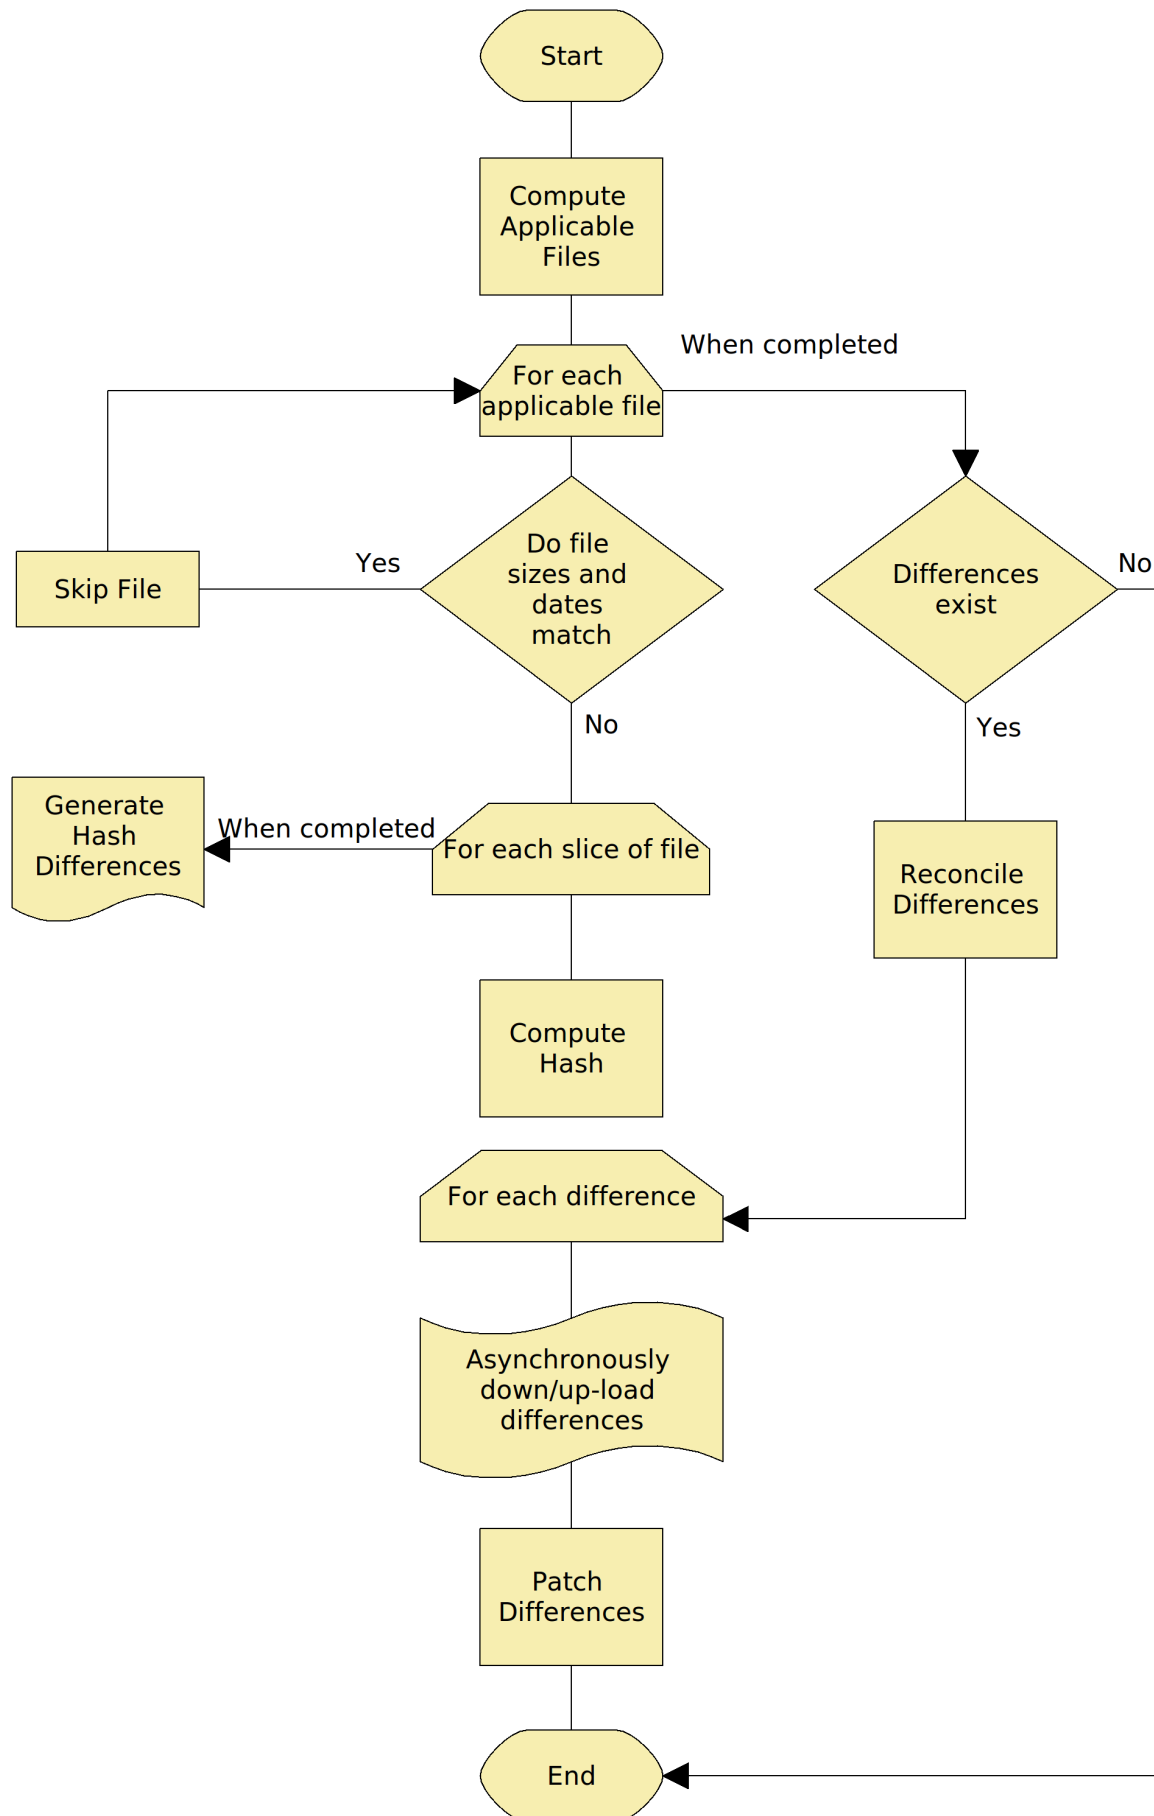 Start
Compute
Applicable
Files
When completed
For each
applicable file
Do file
sizes and
dates
match
Yes
Skip File
Differences
exist
No
No
Yes
Generate
Hash
Differences
When completed
For each slice of file
Reconcile
Differences
Compute
Hash
For each difference
Asynchronously
down/up-load
differences
Patch
Differences
End